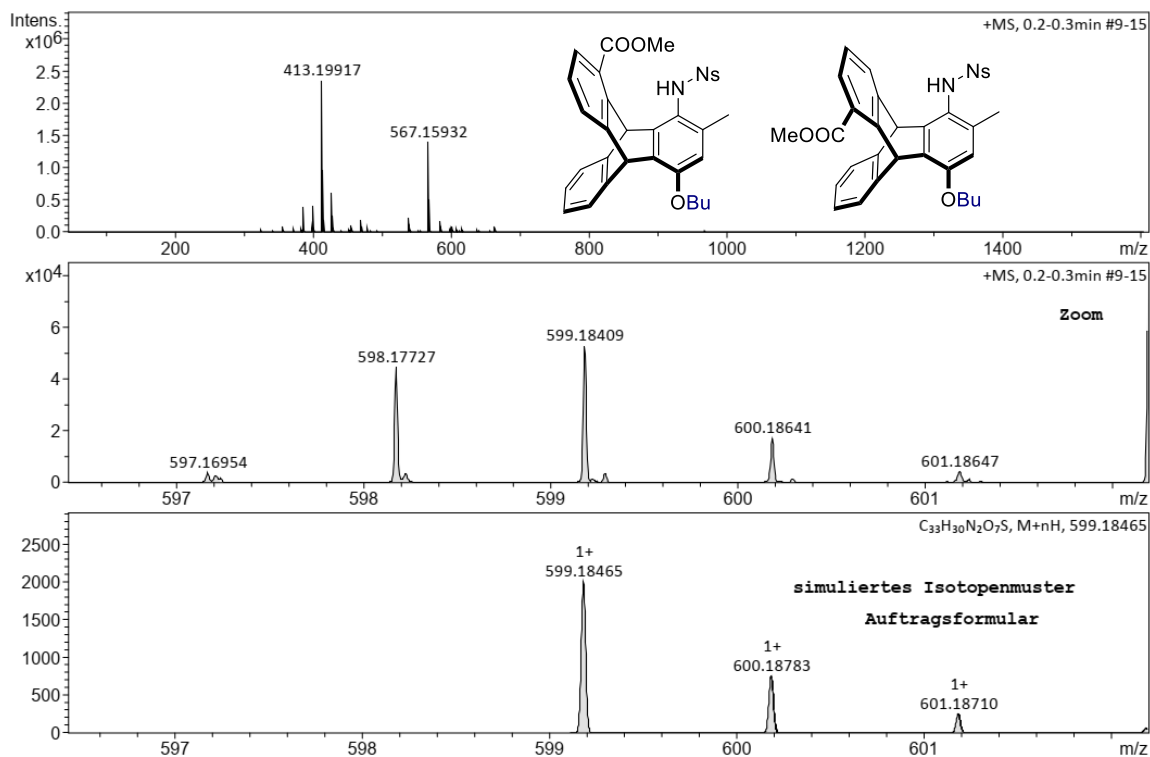 Intens.
x10⁶
+MS, 0.2-0.3min #9-15
2.5
2.0
1.5
1.0
0.5
0.0
413.19917
567.15932
COOMe
HN
Ns
OBu
MeOOC
HN
Ns
OBu
200
400
600
800
1000
1200
1400
m/z
x10⁴
+MS, 0.2-0.3min #9-15
Zoom
6
4
2
0
597.16954
598.17727
599.18409
600.18641
601.18647
597
598
599
600
601
m/z
C₃₃H₃₀N₂O₇S, M+nH, 599.18465
2500
2000
1500
1000
500
0
1+
599.18465
simuliertes Isotopenmuster
Auftragsformular
1+
600.18783
1+
601.18710
597
598
599
600
601
m/z